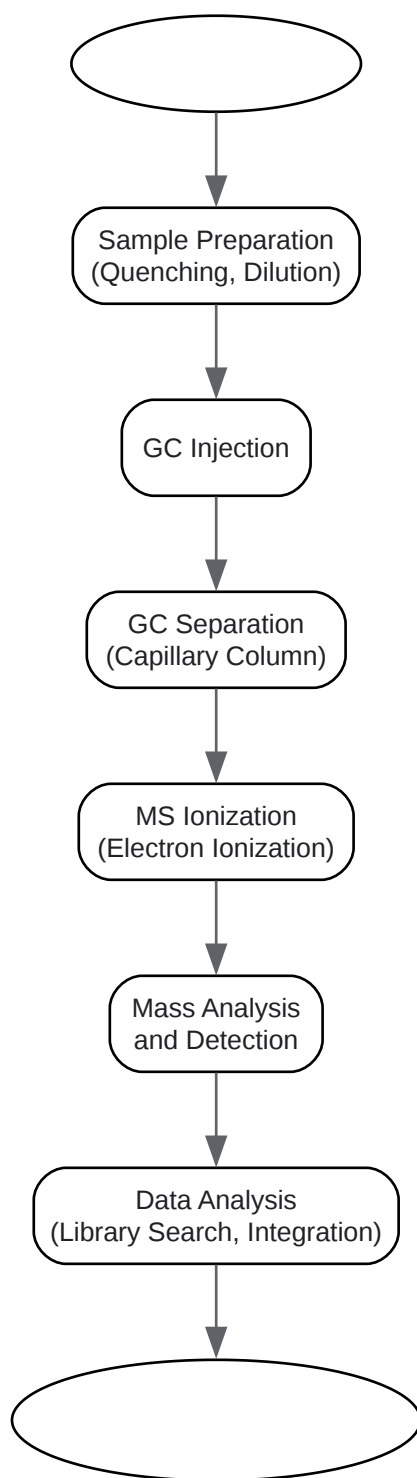 Sample Preparation
(Quenching, Dilution)
GC Injection
GC Separation
(Capillary Column)
MS Ionization
(Electron Ionization)
Mass Analysis
and Detection
Data Analysis
(Library Search, Integration)